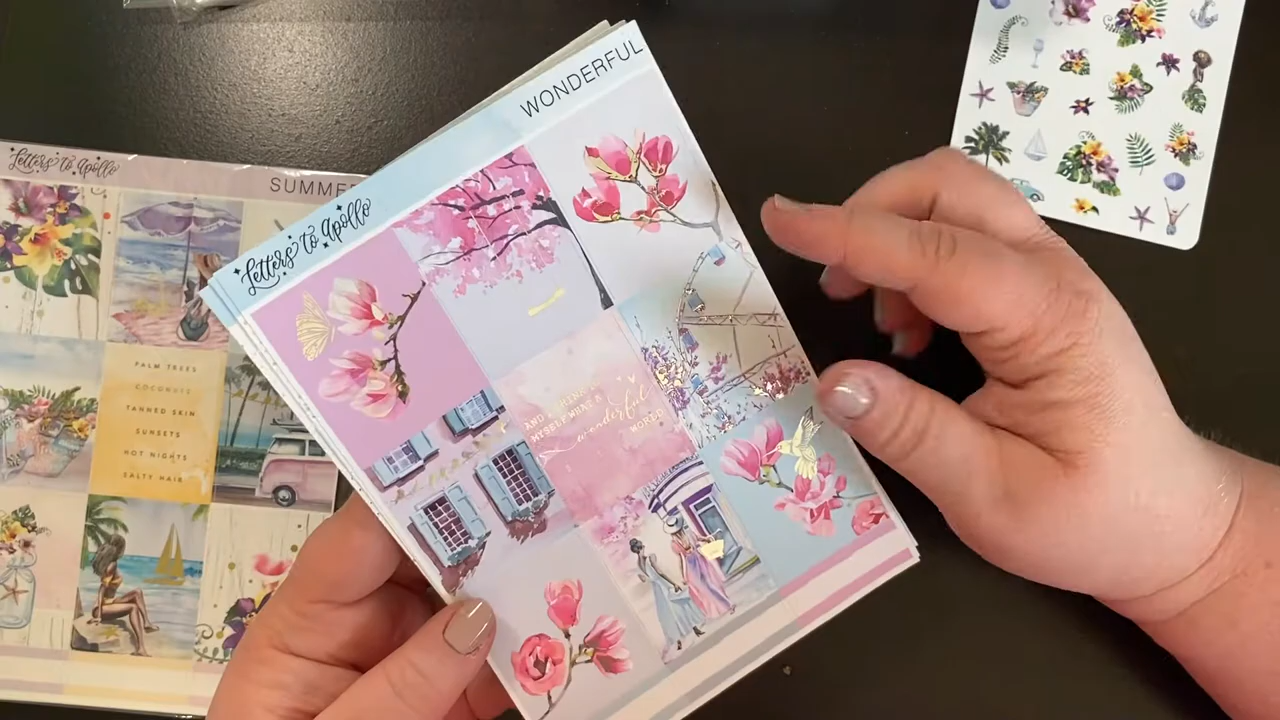 Letters to Apollo
SUMMER
PALM TREES
COCONUTS
TANNED SKIN
SUNSETS
HOT NIGHTS
SALTY HAIR
Letters to Apollo
WONDERFUL
AND I THINK TO
MYSELF WHAT A
wonderful
WORLD